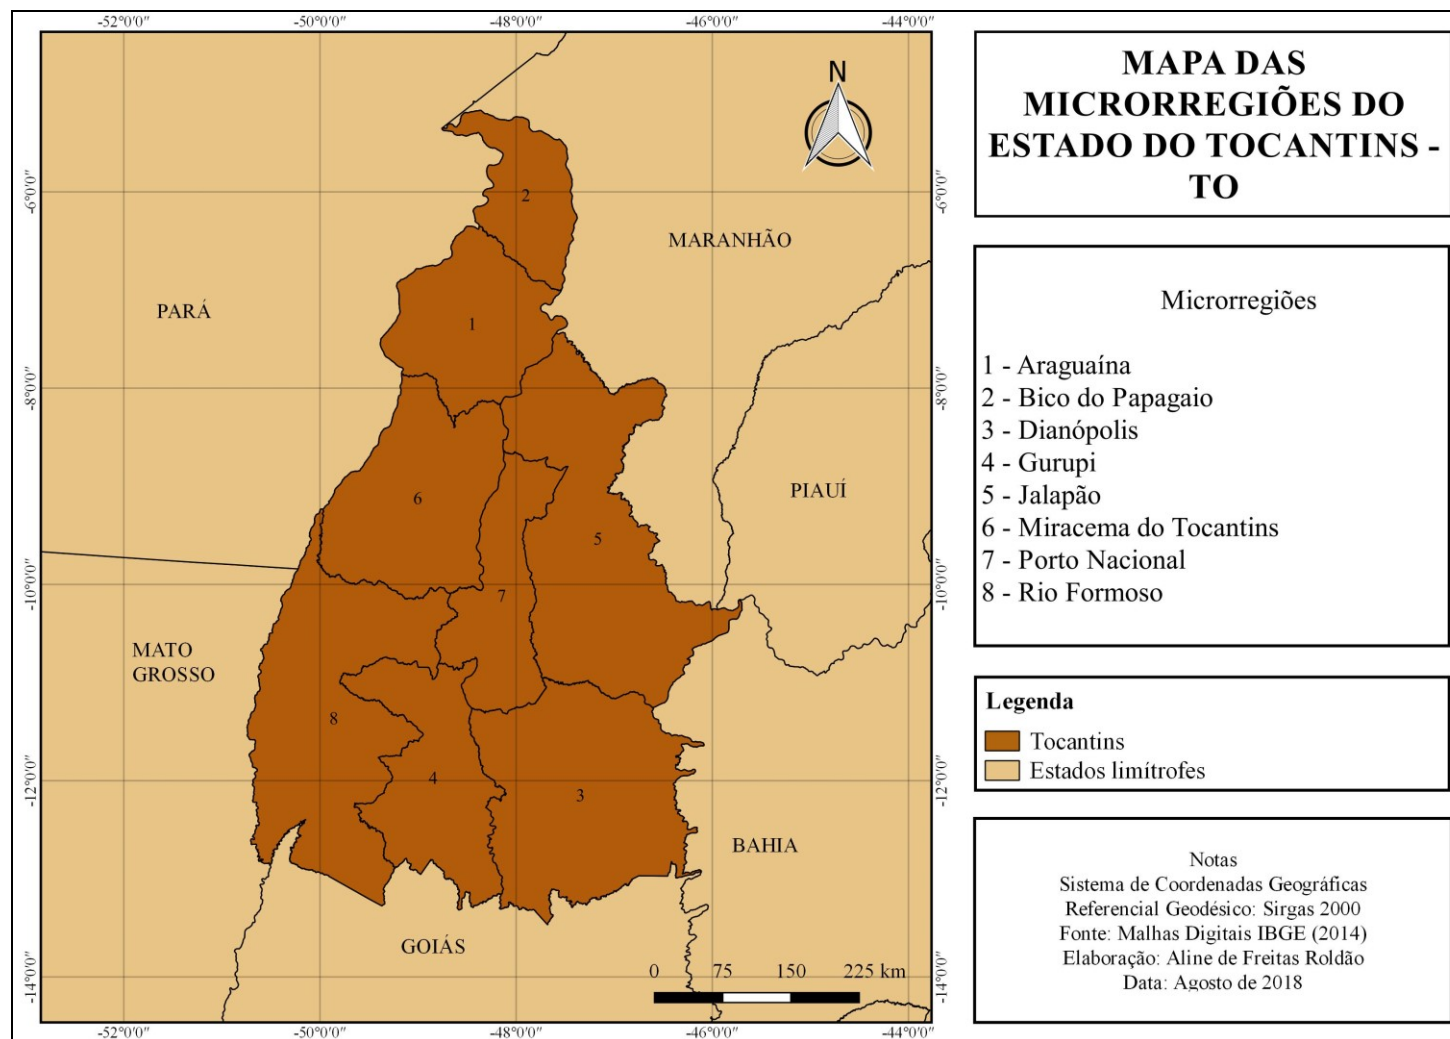 -52°0'0"
-50°0'0"
-48°0'0"
-46°0'0"
-44°0'0"
N
-6°0'0"
-6°0'0"
2
MARANHÃO
PARÁ
1
-8°0'0"
-8°0'0"
6
PIAUÍ
5
-10°0'0"
-10°0'0"
7
MATO
GROSSO
8
4
3
-12°0'0"
-12°0'0"
BAHIA
GOIÁS
0 75 150 225 km
-14°0'0"
-14°0'0"
-52°0'0"
-50°0'0"
-48°0'0"
-46°0'0"
-44°0'0"
MAPA DAS
MICRORREGIÕES DO
ESTADO DO TOCANTINS -
TO
Microrregiões
1 - Araguaína
2 - Bico do Papagaio
3 - Dianópolis
4 - Gurupi
5 - Jalapão
6 - Miracema do Tocantins
7 - Porto Nacional
8 - Rio Formoso
Legenda
Tocantins
Estados limítrofes
Notas
Sistema de Coordenadas Geográficas
Referencial Geodésico: Sirgas 2000
Fonte: Malhas Digitais IBGE (2014)
Elaboração: Aline de Freitas Roldão
Data: Agosto de 2018